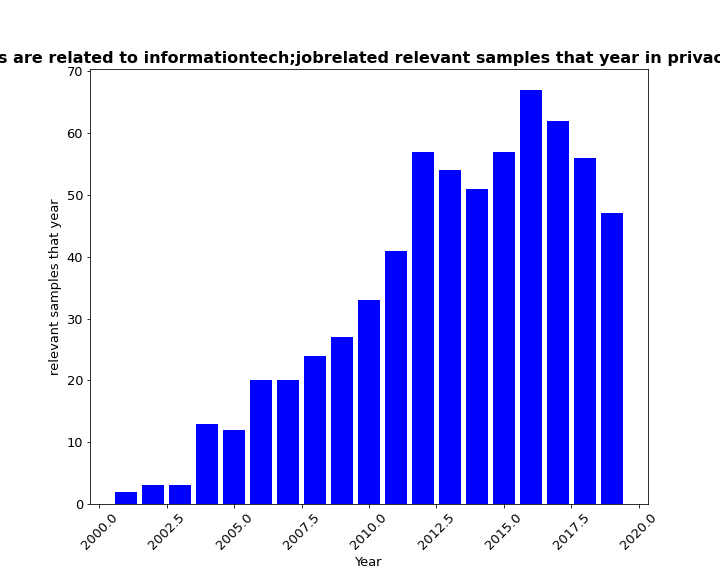 s are related to informationtech;jobrelated relevant samples that year in privac
70
60
50
40
30
20
10
0
relevant samples that year
2000.0 2002.5 2005.0 2007.5 2010.0 2012.5 2015.0 2017.5 2020.0
Year